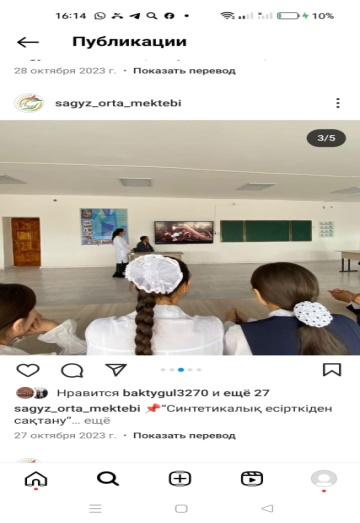 16:14
10%
Публикации
28 октября 2023 г. • Показать перевод
sagyz_orta_mektebi
3/5
Нравится baktygul3270 и ещё 27
sagyz_orta_mektebi 📌"Синтетикалық есірткіден
сақтану"... ещё
27 октября 2023 г. • Показать перевод